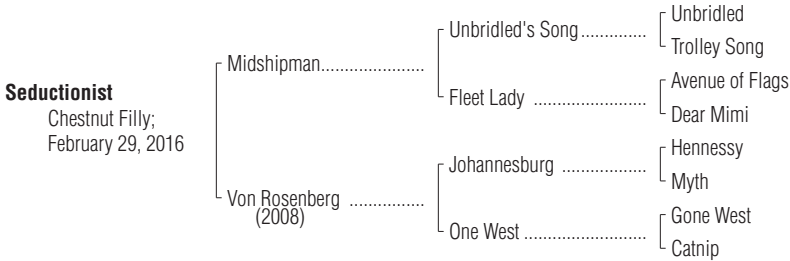 Unbridled
Unbridled's Song..............
Trolley Song
Midshipman.....................
Avenue of Flags
Fleet Lady .....................
Dear Mimi
Seductionist
Chestnut Filly;
February 29, 2016
Hennessy
Johannesburg ................
Myth
Von Rosenberg ...............
(2008)
Gone West
One West .......................
Catnip